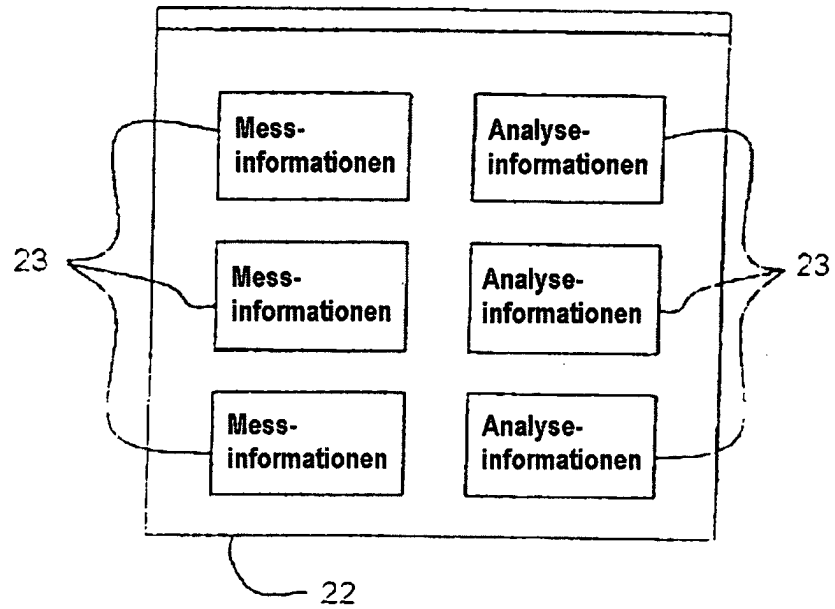 Mess-
informationen
Analyse-
informationen
23
Mess-
informationen
Analyse-
informationen
23
Mess-
informationen
Analyse-
informationen
22